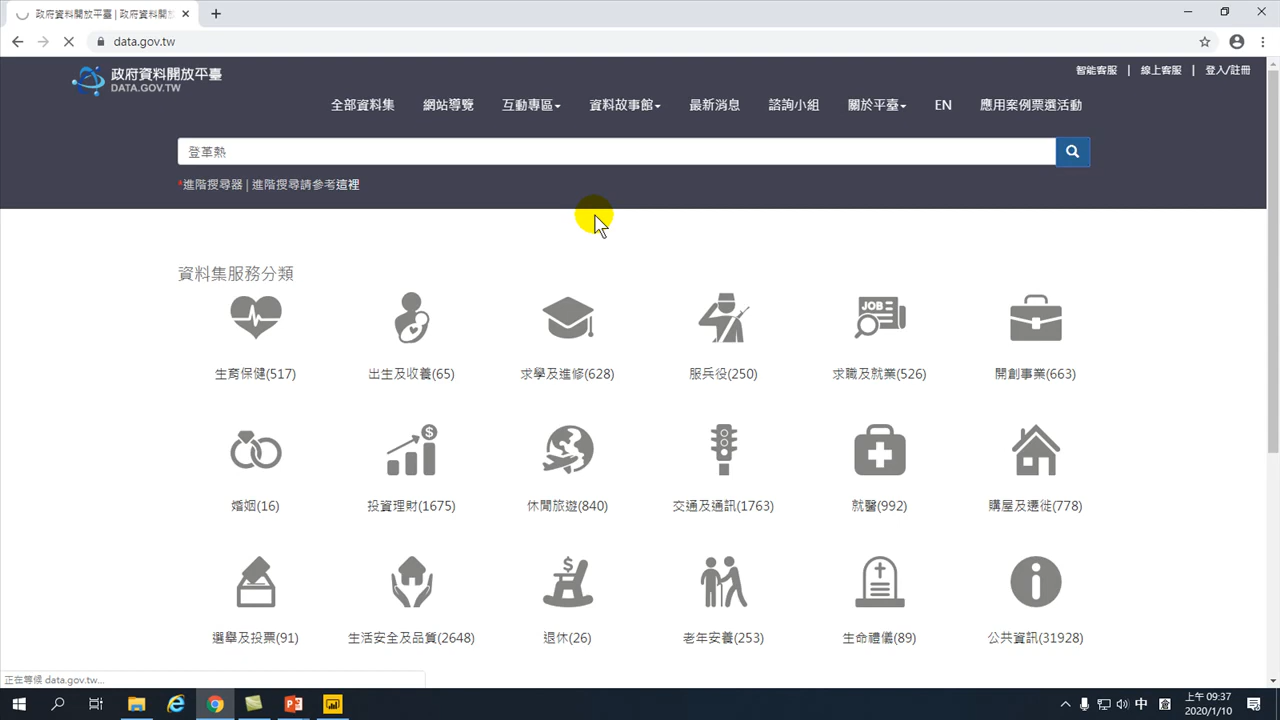 政府資料開放平臺 | 政府資料開放
data.gov.tw
政府資料開放平臺
DATA.GOV.TW
智能客服 | 線上客服 | 登入/註冊
全部資料集 網站導覽 互動專區 資料故事館 最新消息 諮詢小組 關於平臺 EN 應用案例票選活動
登革熱
*進階搜尋器 | 進階搜尋請參考這裡
資料集服務分類
JOB
生育保健(517) 出生及收養(65) 求學及進修(628) 服兵役(250) 求職及就業(526) 開創事業(663)
$
婚姻(16) 投資理財(1675) 休閒旅遊(840) 交通及通訊(1763) 就醫(992) 購屋及遷徙(778)
$
選舉及投票(91) 生活安全及品質(2648) 退休(26) 老年安養(253) 生命禮儀(89) 公共資訊(31928)
正在等候 data.gov.tw...
中
上午 09:37
2020/1/10